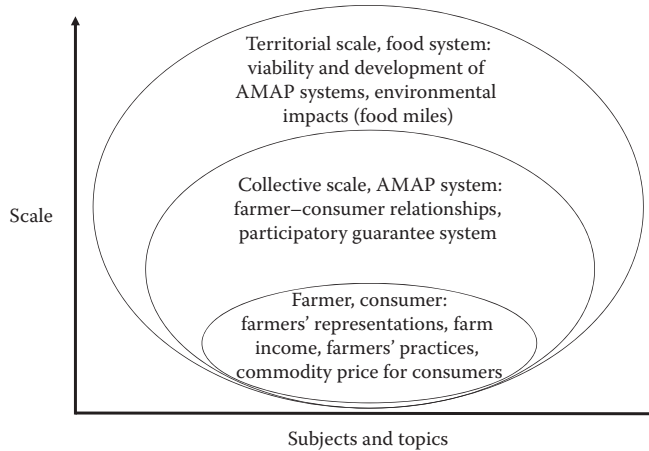 Territorial scale, food system:
viability and development of
AMAP systems, environmental
impacts (food miles)
Collective scale, AMAP system:
farmer–consumer relationships,
participatory guarantee system
Scale
Farmer, consumer:
farmers’ representations, farm
income, farmers’ practices,
commodity price for consumers
Subjects and topics